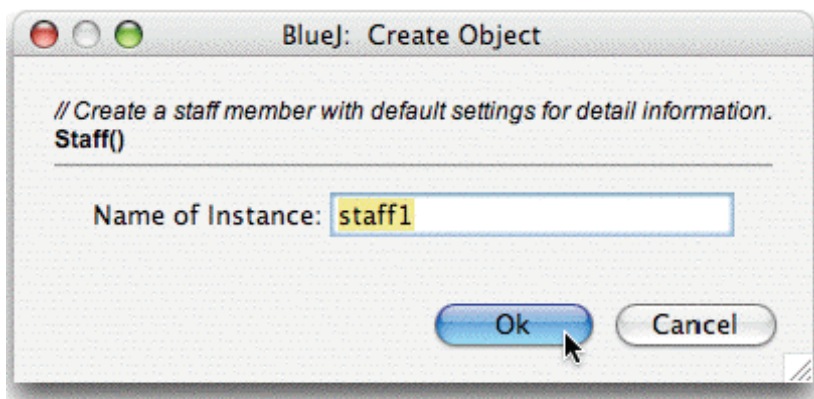 BlueJ: Create Object
// Create a staff member with default settings for detail information.
Staff()
Name of Instance: staff1
Ok Cancel